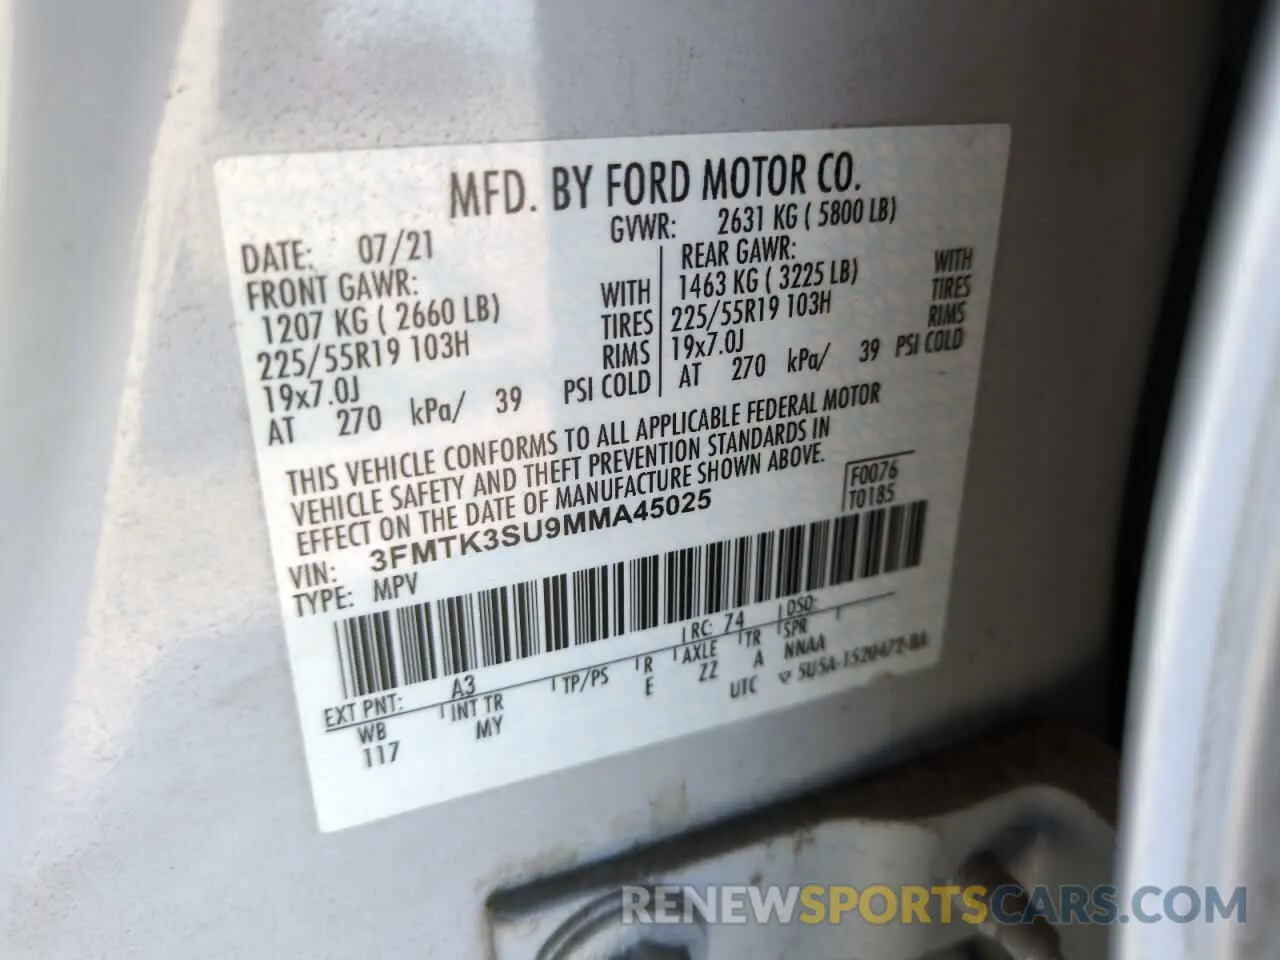 MFD. BY FORD MOTOR CO.
DATE: 07/21 GVWR: 2631 KG ( 5800 LB)
FRONT GAWR: REAR GAWR:
1207 KG ( 2660 LB) WITH 1463 KG ( 3225 LB) WITH
225/55R19 103H TIRES 225/55R19 103H TIRES
19x7.0J RIMS 19x7.0J RIMS
AT 270 kPa/ 39 PSI COLD AT 270 kPa/ 39 PSI COLD
THIS VEHICLE CONFORMS TO ALL APPLICABLE FEDERAL MOTOR
VEHICLE SAFETY AND THEFT PREVENTION STANDARDS IN
EFFECT ON THE DATE OF MANUFACTURE SHOWN ABOVE.
F0076
VIN: 3FMTK3SU9MMA45025 T0185
TYPE: MPV
EXT PNT: A3 RC: 74 DSO:
WB INT TR TP/PS R AXLE TR SPR
117 MY E ZZ A NNAA
UTC 5U5A-1520472-BA
RENEWSPORTSCARS.COM